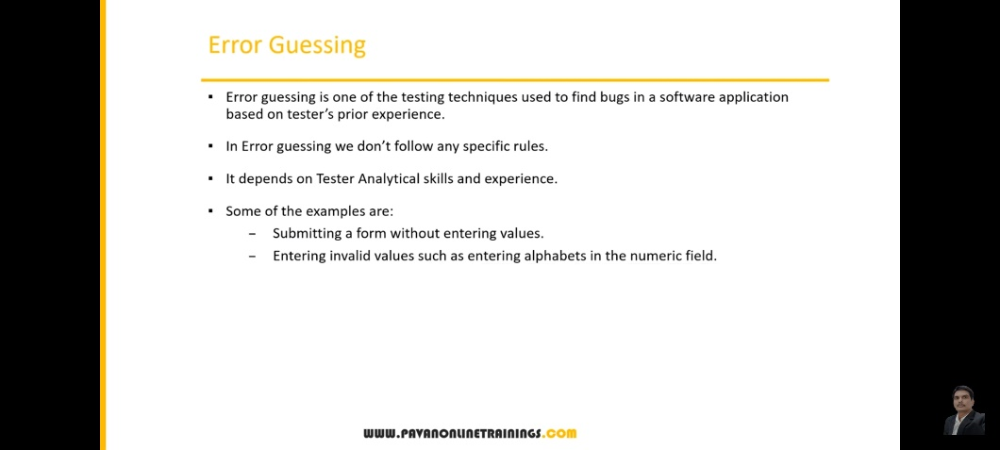 Error Guessing
▪ Error guessing is one of the testing techniques used to find bugs in a software application
based on tester's prior experience.
▪ In Error guessing we don't follow any specific rules.
▪ It depends on Tester Analytical skills and experience.
▪ Some of the examples are:
– Submitting a form without entering values.
– Entering invalid values such as entering alphabets in the numeric field.
WWW.PAVANONLINETRAININGS.COM